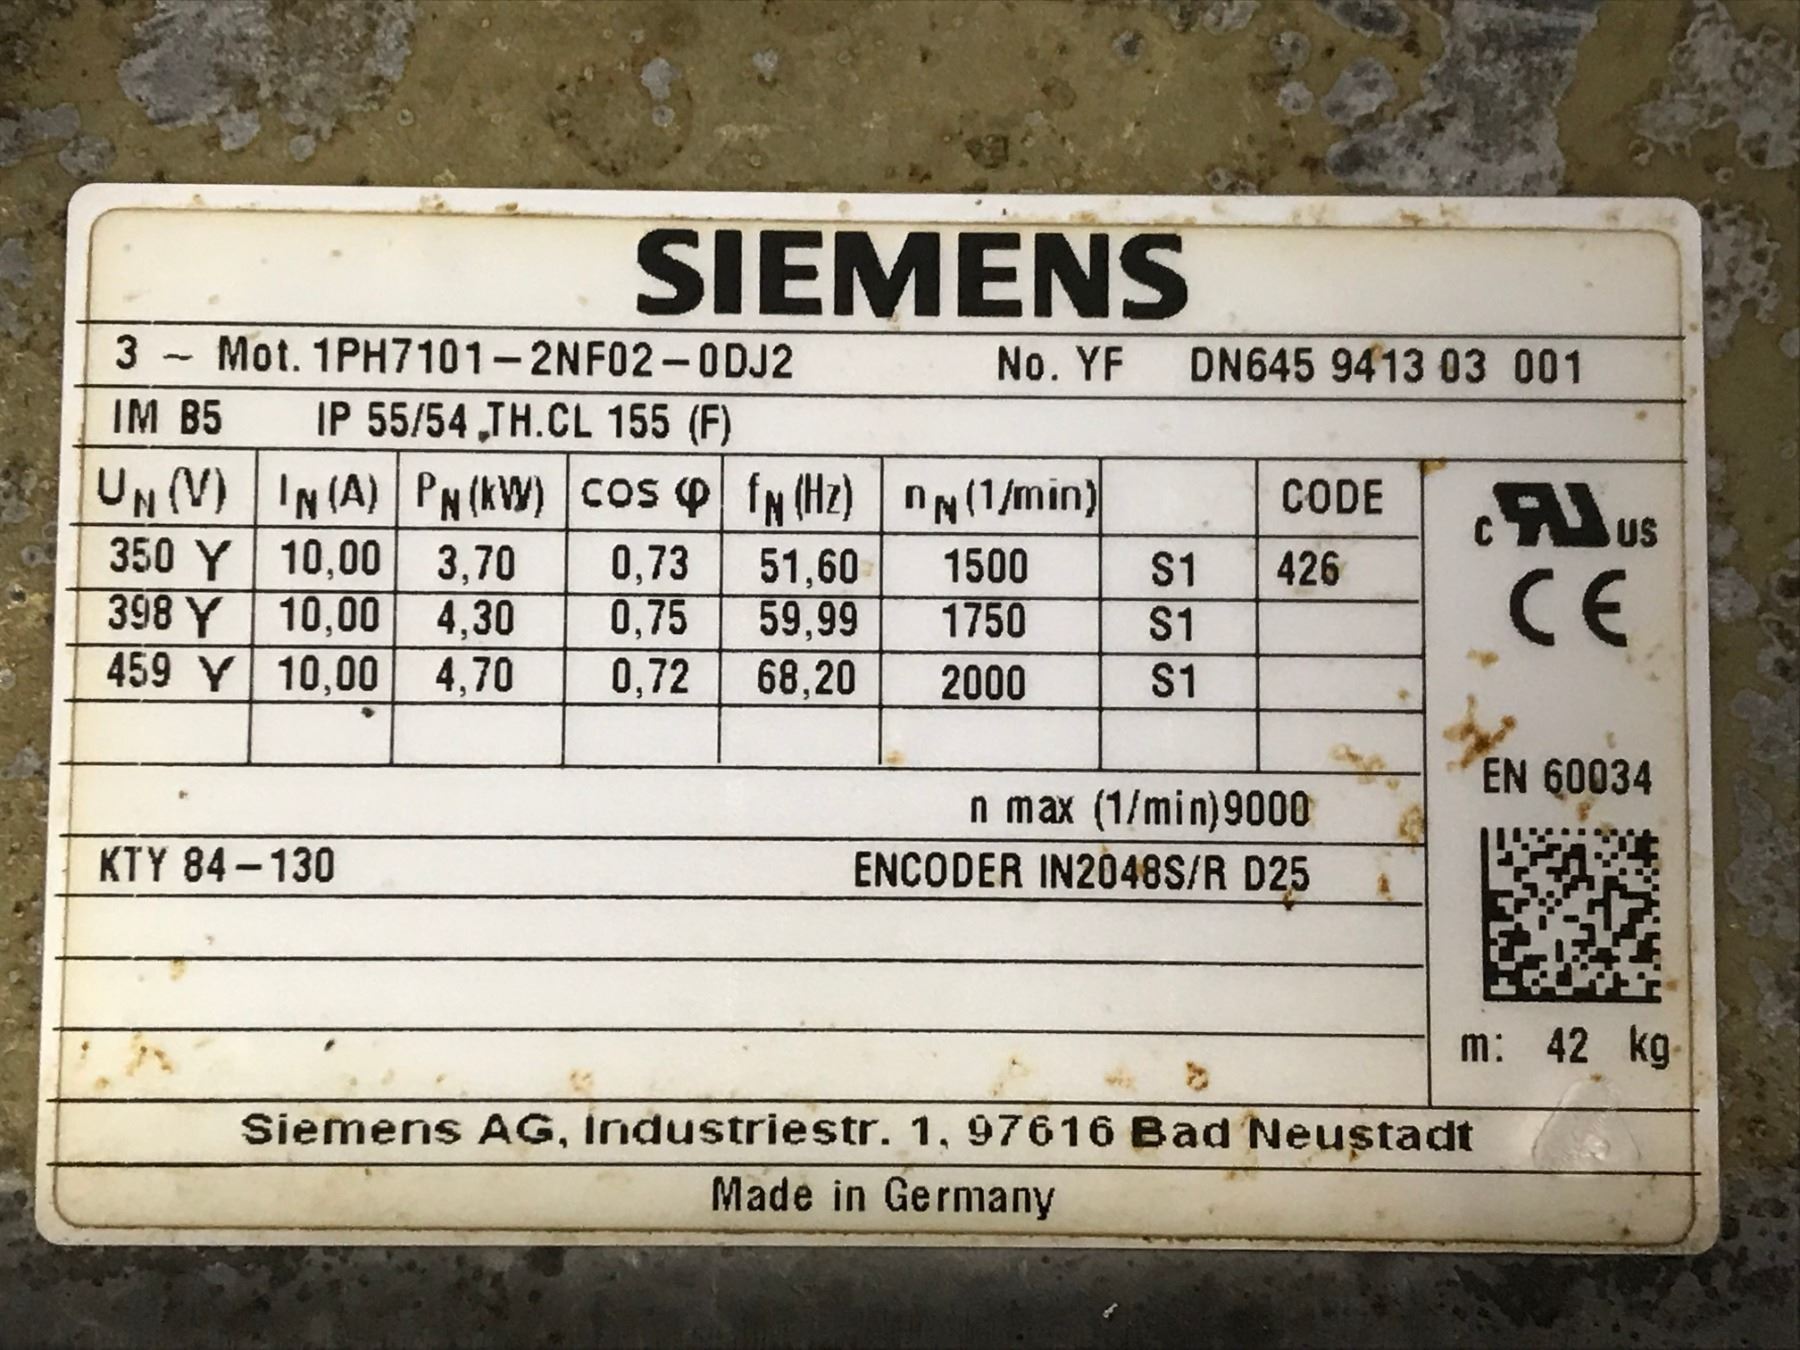 SIEMENS
3 ~ Mot. 1PH7101-2NF02-0DJ2 No. YF DN645 9413 03 001
IM B5 IP 55/54 TH.CL 155 (F)
UN (V) IN (A) PN (kW) cos φ fN (Hz) nN (1/min) CODE
350 Y 10,00 3,70 0,73 51,60 1500 S1 426
398 Y 10,00 4,30 0,75 59,99 1750 S1
459 Y 10,00 4,70 0,72 68,20 2000 S1
c RU US
CE
EN 60034
n max (1/min) 9000
KTY 84-130 ENCODER IN2048S/R D25
m: 42 kg
Siemens AG, Industriestr. 1, 97616 Bad Neustadt
Made in Germany